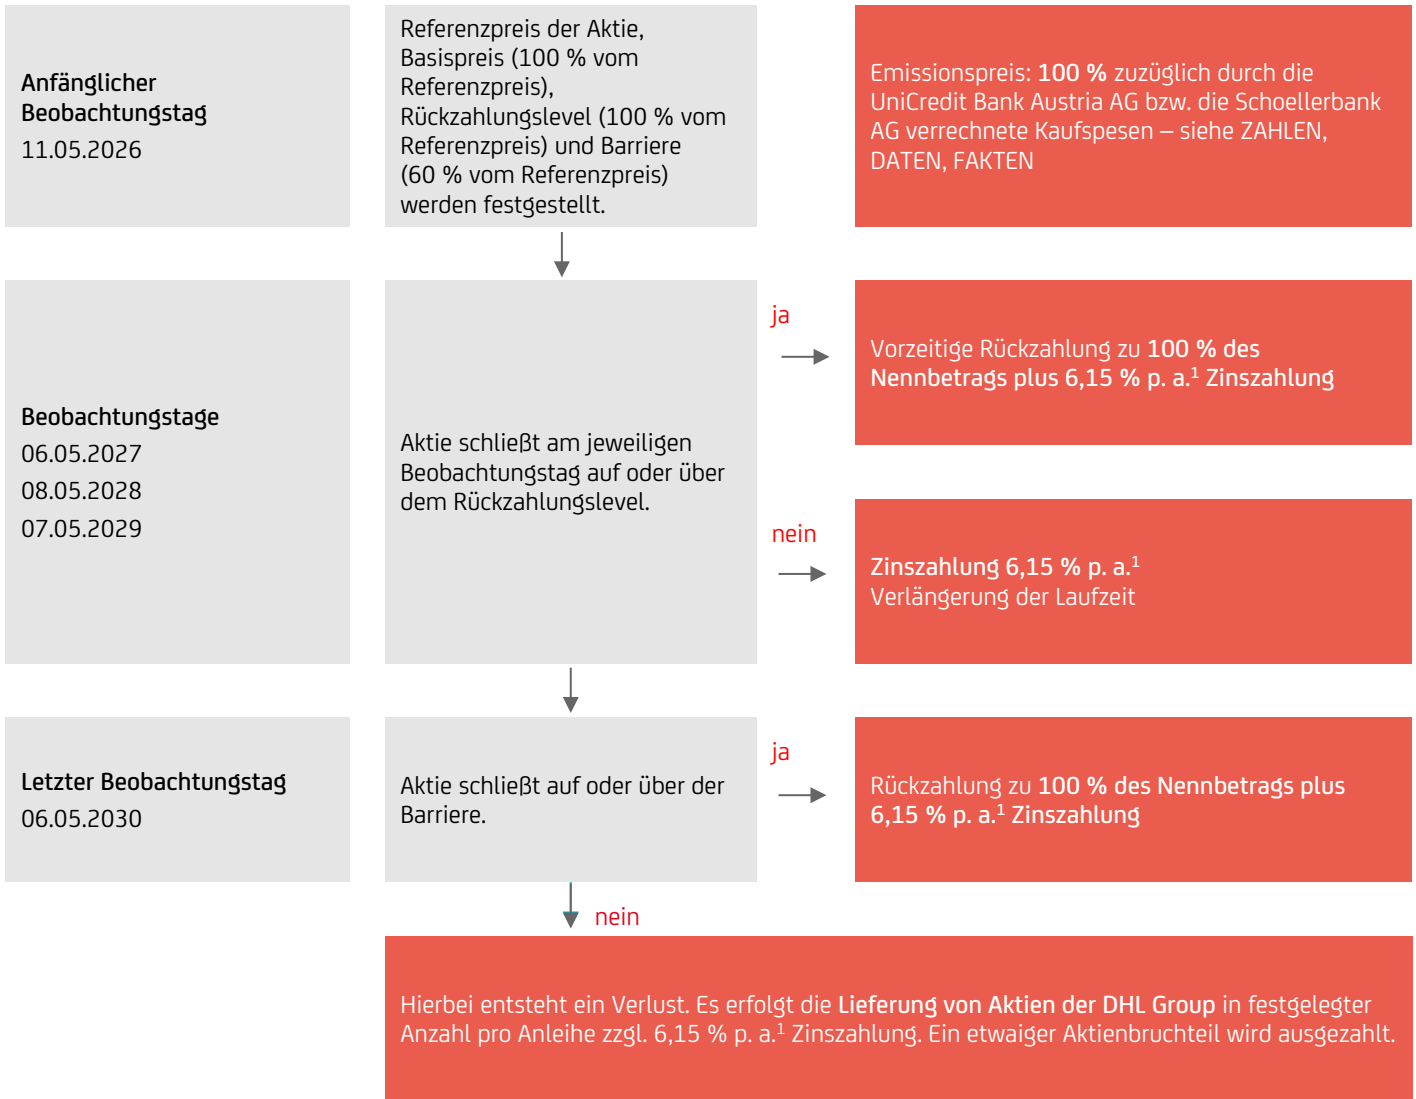 Anfänglicher
Beobachtungstag
11.05.2026
Referenzpreis der Aktie,
Basispreis (100 % vom
Referenzpreis),
Rückzahlungslevel (100 % vom
Referenzpreis) und Barriere
(60 % vom Referenzpreis)
werden festgestellt.
Emissionspreis: 100 % zuzüglich durch die
UniCredit Bank Austria AG bzw. die Schoellerbank
AG verrechnete Kaufspesen – siehe ZAHLEN,
DATEN, FAKTEN
Beobachtungstage
06.05.2027
08.05.2028
07.05.2029
Aktie schließt am jeweiligen
Beobachtungstag auf oder über
dem Rückzahlungslevel.
ja
Vorzeitige Rückzahlung zu 100 % des
Nennbetrags plus 6,15 % p. a.¹ Zinszahlung
nein
Zinszahlung 6,15 % p. a.¹
Verlängerung der Laufzeit
Letzter Beobachtungstag
06.05.2030
Aktie schließt auf oder über der
Barriere.
ja
Rückzahlung zu 100 % des Nennbetrags plus
6,15 % p. a.¹ Zinszahlung
nein
Hierbei entsteht ein Verlust. Es erfolgt die Lieferung von Aktien der DHL Group in festgelegter
Anzahl pro Anleihe zzgl. 6,15 % p. a.¹ Zinszahlung. Ein etwaiger Aktienbruchteil wird ausgezahlt.